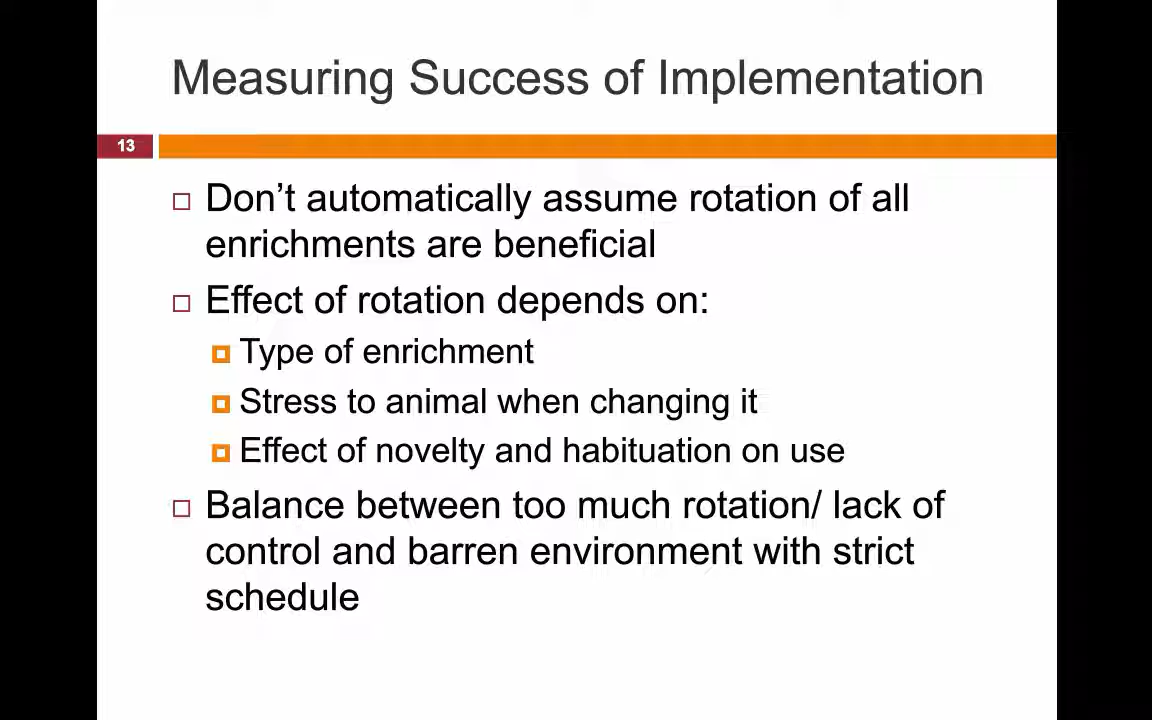 Measuring Success of Implementation
13
Don’t automatically assume rotation of all
enrichments are beneficial
Effect of rotation depends on:
Type of enrichment
Stress to animal when changing it
Effect of novelty and habituation on use
Balance between too much rotation/ lack of
control and barren environment with strict
schedule